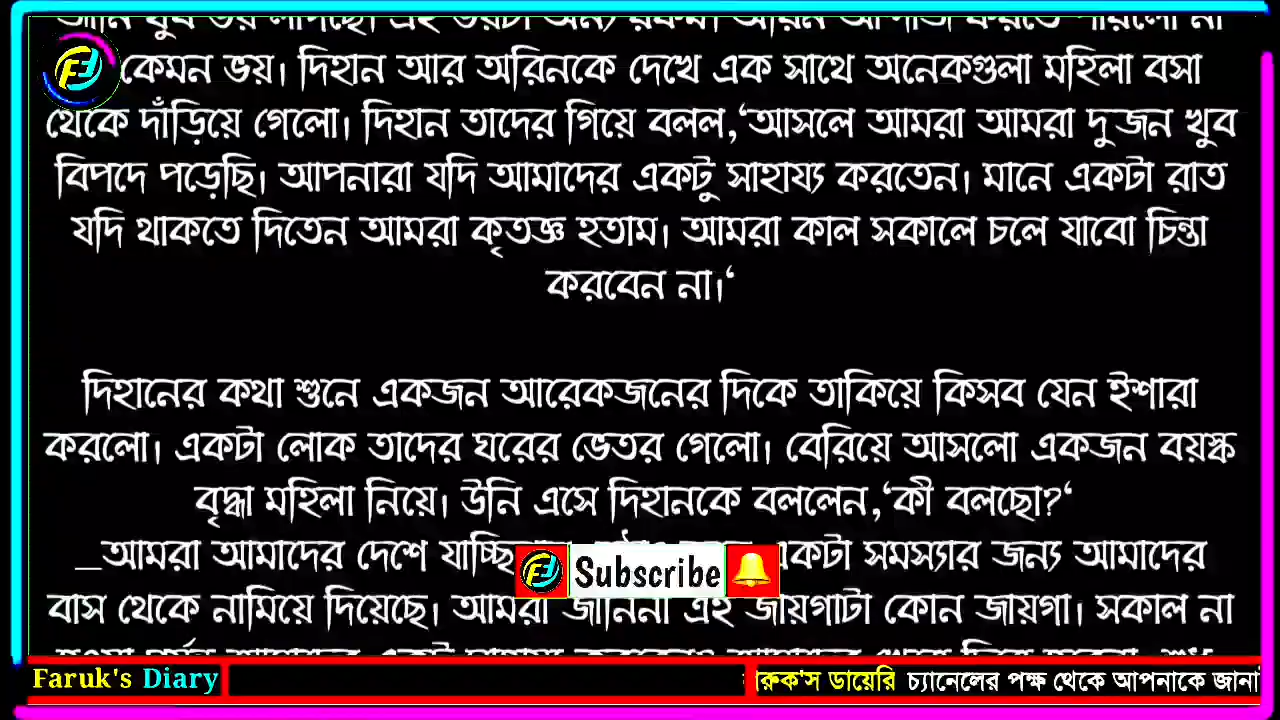 কেমন ভয়। দিহান আর অরিনকে দেখে এক সাথে অনেকগুলা মহিলা বসা
থেকে দাঁড়িয়ে গেলো। দিহান তাদের গিয়ে বলল,‘আসলে আমরা আমরা দু'জন খুব
বিপদে পড়েছি। আপনারা যদি আমাদের একটু সাহায্য করতেন। মানে একটা রাত
যদি থাকতে দিতেন আমরা কৃতজ্ঞ হতাম। আমরা কাল সকালে চলে যাবো চিন্তা
করবেন না।‘
দিহানের কথা শুনে একজন আরেকজনের দিকে তাকিয়ে কিসব যেন ইশারা
করলো। একটা লোক তাদের ঘরের ভেতর গেলো। বেরিয়ে আসলো একজন বয়স্ক
বৃদ্ধা মহিলা নিয়ে। উনি এসে দিহানকে বললেন,‘কী বলছো?‘
_আমরা আমাদের দেশে যাচ্ছি একটা সমস্যার জন্য আমাদের
Subscribe
বাস থেকে নামিয়ে দিয়েছে। আমরা জানিনা এই জায়গাটা কোন জায়গা। সকাল না
Faruk's Diary
ডায়েরি চ্যানেলের পক্ষ থেকে আপনাকে